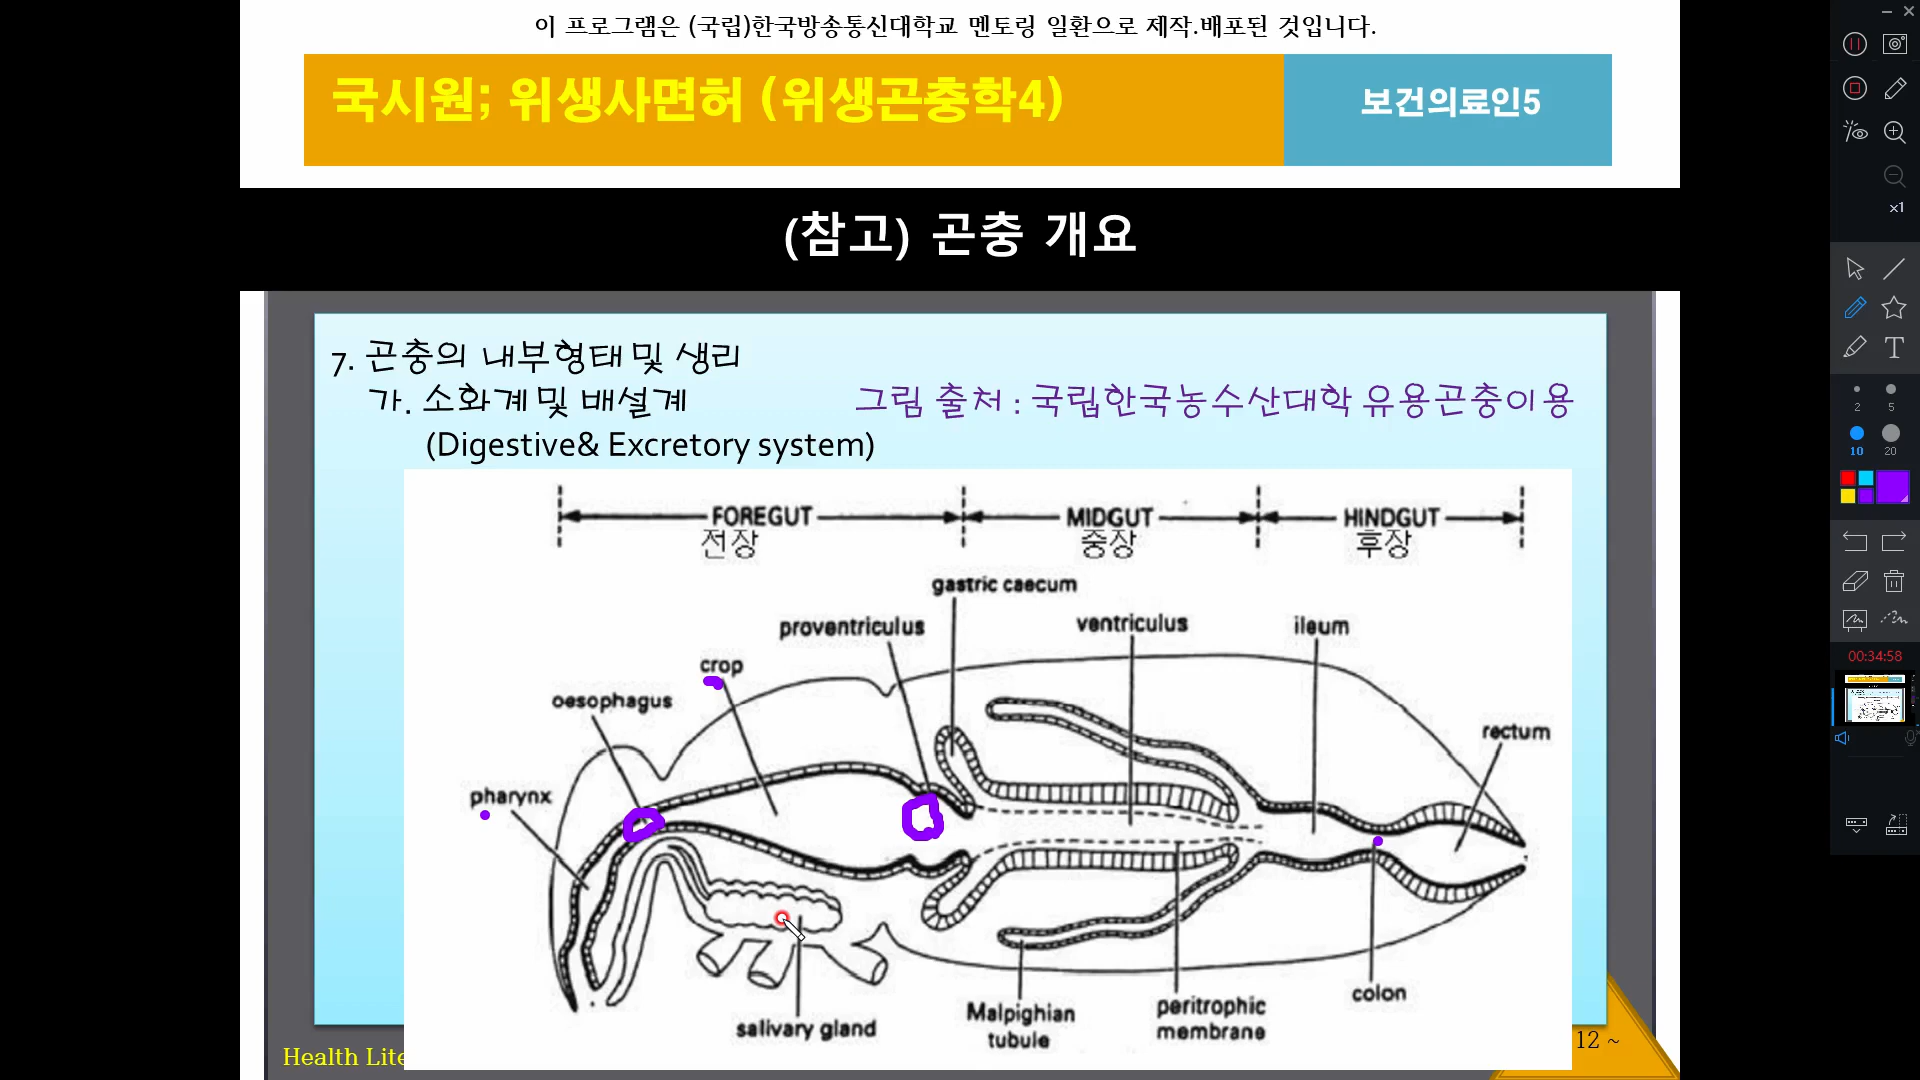 이 프로그램은 (국립)한국방송통신대학교 멘토링 일환으로 제작.배포된 것입니다.
국시원; 위생사면허 (위생곤충학4)
보건의료인5
(참고) 곤충 개요
7. 곤충의 내부형태 및 생리
가. 소화계 및 배설계
그림 출처 : 국립한국농수산대학 유용곤충이용
(Digestive& Excretory system)
FOREGUT
MIDGUT
HINDGUT
전장
중장
후장
gastric caecum
proventriculus
ventriculus
ileum
crop
oesophagus
rectum
pharynx
colon
salivary gland
Malpighian
tubule
peritrophic
membrane
Health Lite
12 ~
x1
T
2
5
10
20
00:34:58